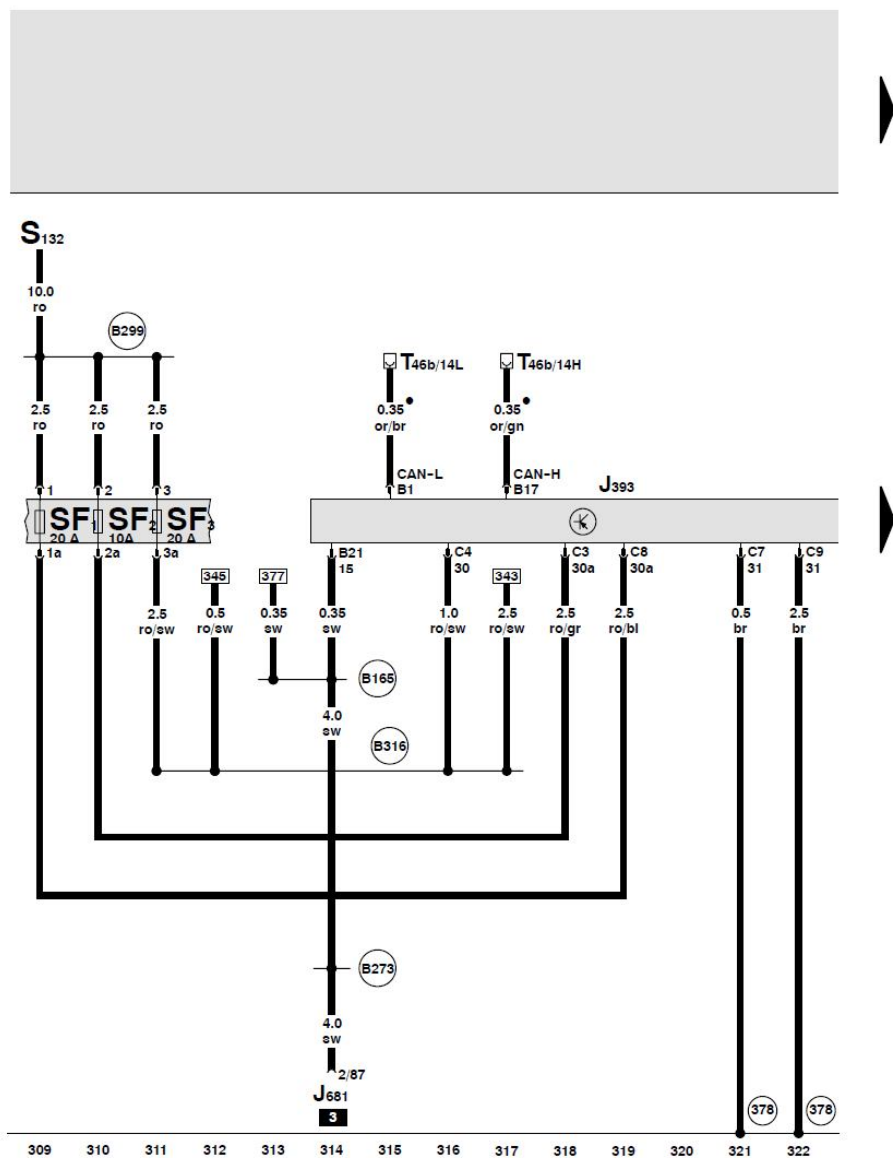 S132
10.0
ro
B299
T46b/14L
T46b/14H
2.5
ro
2.5
ro
2.5
ro
0.35
or/br
0.35
or/gn
CAN-L
B1
CAN-H
B17
J393
1
2
3
SF1
20 A
SF2
10A
SF3
20 A
1a
2a
3a
B21
15
C4
30
C3
30a
C8
30a
C7
31
C9
31
345
377
343
2.5
ro/sw
0.5
ro/sw
0.35
sw
0.35
sw
1.0
ro/sw
2.5
ro/sw
2.5
ro/gr
2.5
ro/bl
0.5
br
2.5
br
B165
4.0
sw
B316
B273
4.0
sw
2/87
J681
3
378
378
309 310 311 312 313 314 315 316 317 318 319 320 321 322